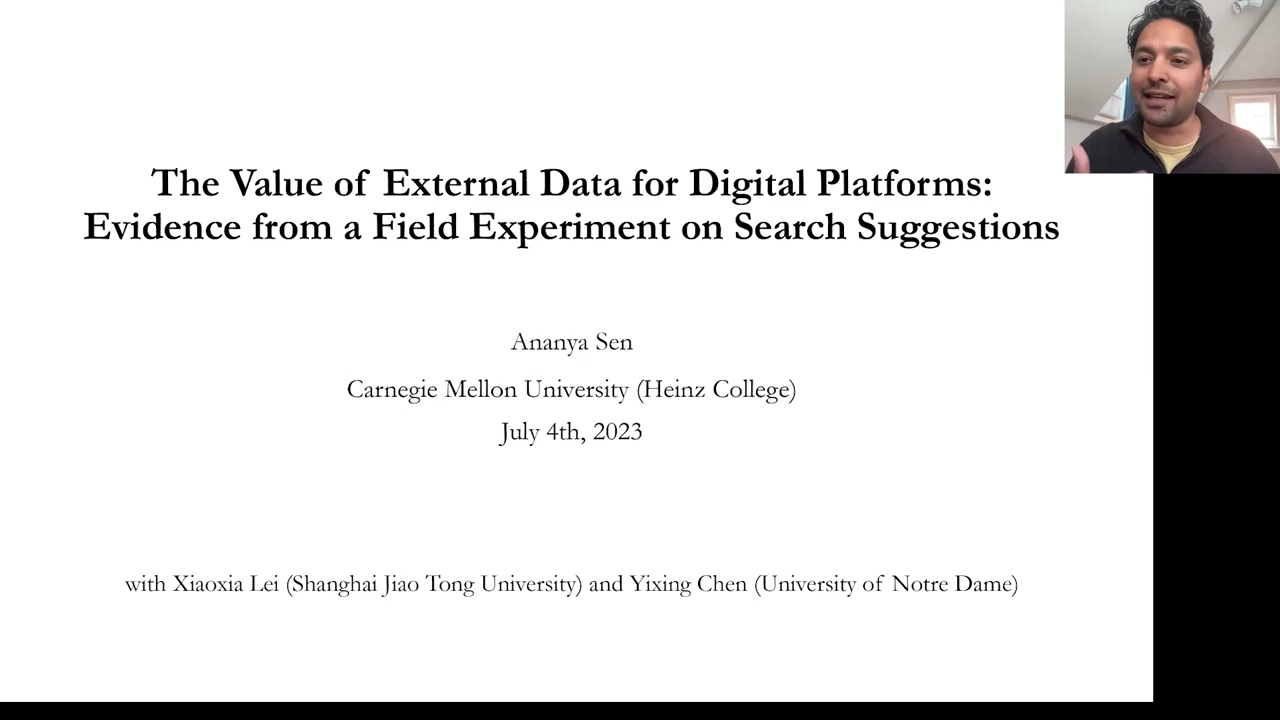 The Value of External Data for Digital Platforms:
Evidence from a Field Experiment on Search Suggestions
Ananya Sen
Carnegie Mellon University (Heinz College)
July 4th, 2023
with Xiaoxia Lei (Shanghai Jiao Tong University) and Yixing Chen (University of Notre Dame)